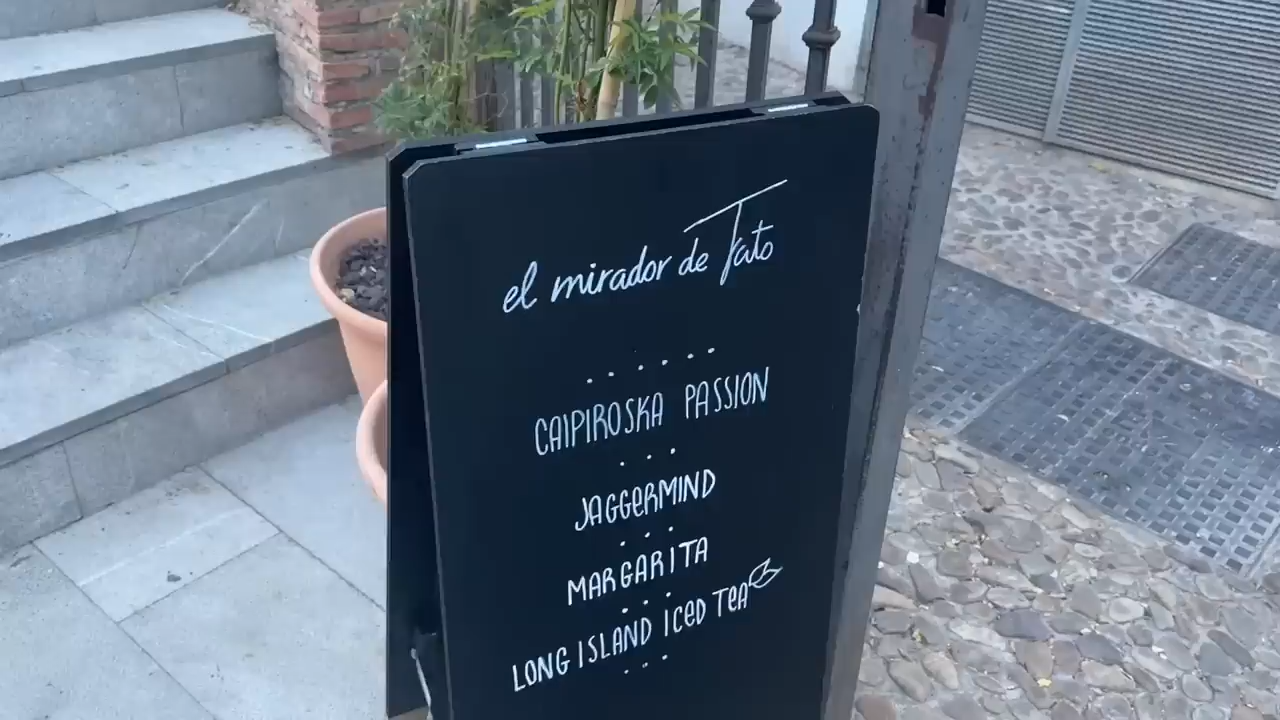 el mirador de Tato
CAIPIROSKA PASSION
JAGGERMIND
MARGARITA
LONG ISLAND ICED TEA